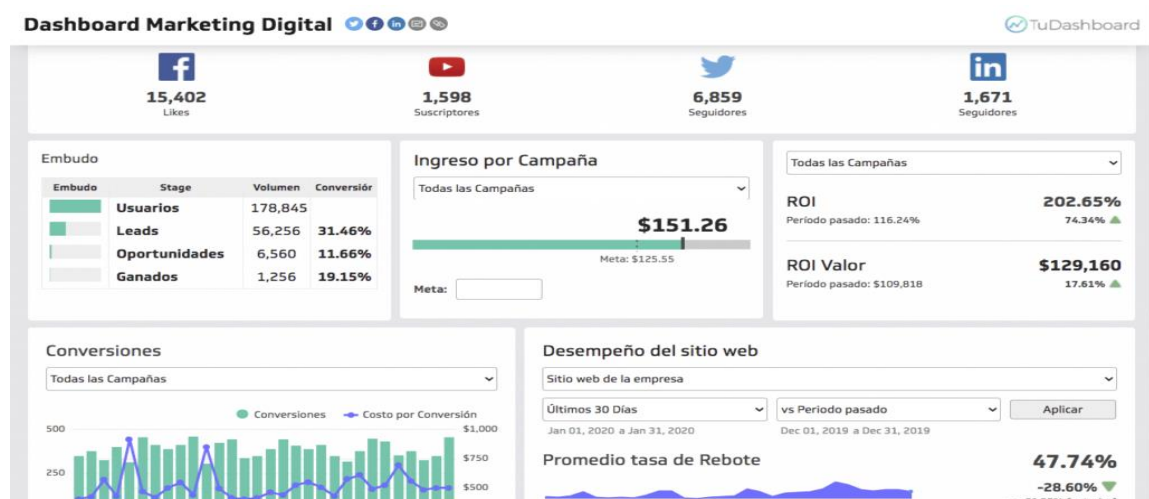 Dashboard Marketing Digital
TuDashboard
15,402
Likes
1,598
Suscriptores
6,859
Seguidores
1,671
Seguidores
Embudo
Embudo Stage Volumen Conversiór
Usuarios 178,845
Leads 56,256 31.46%
Oportunidades 6,560 11.66%
Ganados 1,256 19.15%
Ingreso por Campaña
Todas las Campañas
$151.26
Meta: $125.55
Meta:
Todas las Campañas
ROI 202.65%
Período pasado: 116.24% 74.34%
ROI Valor $129,160
Período pasado: $109,818 17.61%
Conversiones
Todas las Campañas
Conversiones Costo por Conversión
500 $1,000
$750
250
$500
Desempeño del sitio web
Sitio web de la empresa
Últimos 30 Días vs Periodo pasado Aplicar
Jan 01, 2020 a Jan 31, 2020 Dec 01, 2019 a Dec 31, 2019
Promedio tasa de Rebote 47.74%
-28.60%